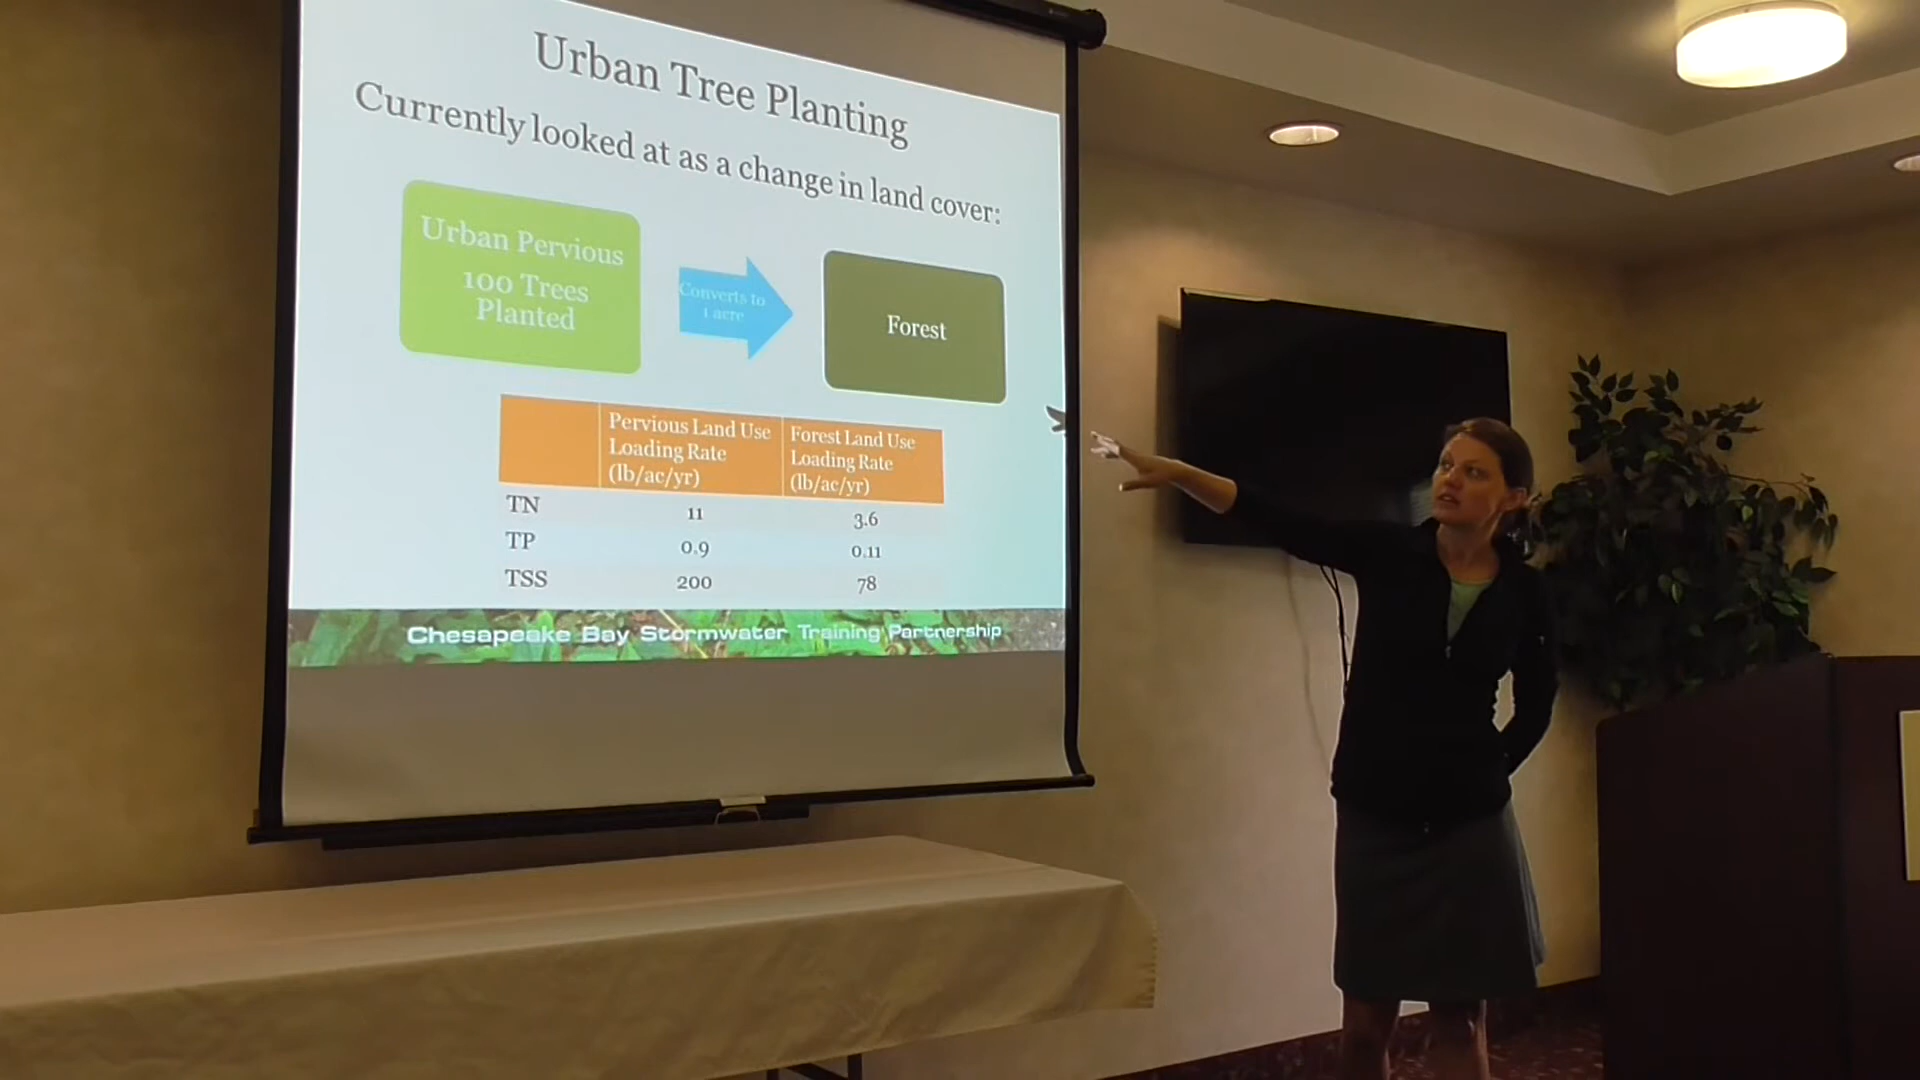 Urban Tree Planting
Currently looked at as a change in land cover:
Urban Pervious
100 Trees
Planted
Converts to
1 acre
Forest
Pervious Land Use
Loading Rate
(lb/ac/yr)
Forest Land Use
Loading Rate
(lb/ac/yr)
TN 11 3.6
TP 0.9 0.11
TSS 200 78
Chesapeake Bay Stormwater Training Partnership